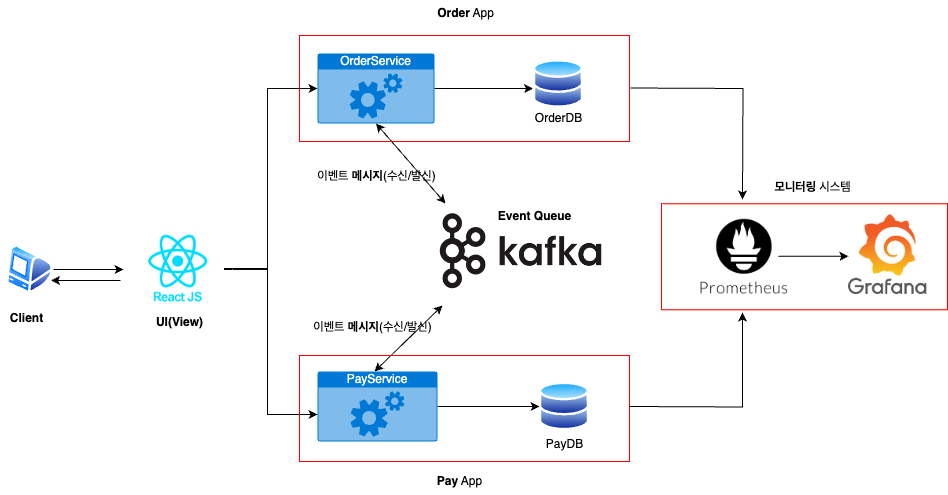 Order App
OrderService
OrderDB
이벤트 메시지(수신/발신)
모니터링 시스템
Event Queue
kafka
React JS
Prometheus
Grafana
Client
UI(View)
이벤트 메시지(수신/발신)
PayService
PayDB
Pay App